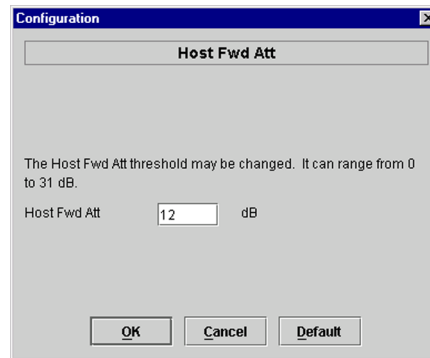 Configuration
Host Fwd Att
The Host Fwd Att threshold may be changed. It can range from 0
to 31 dB.
Host Fwd Att 12 dB
OK Cancel Default